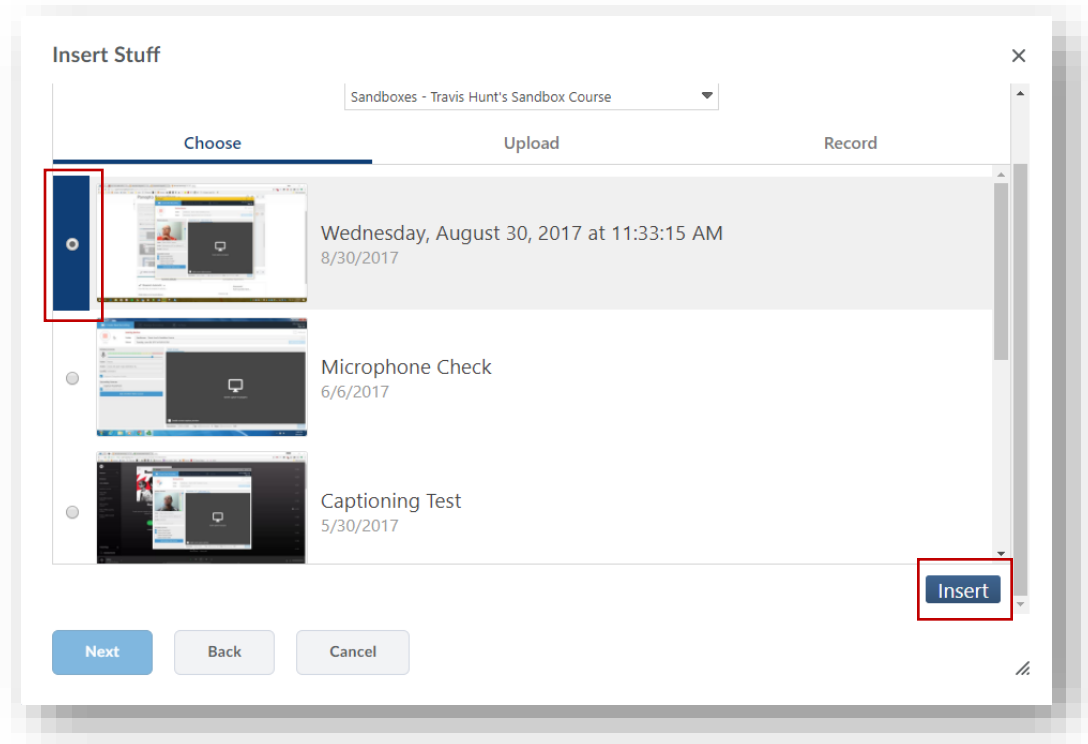 Insert Stuff
Sandboxes - Travis Hunt's Sandbox Course
Choose Upload Record
Wednesday, August 30, 2017 at 11:33:15 AM
8/30/2017
Microphone Check
6/6/2017
Captioning Test
5/30/2017
Insert
Next Back Cancel